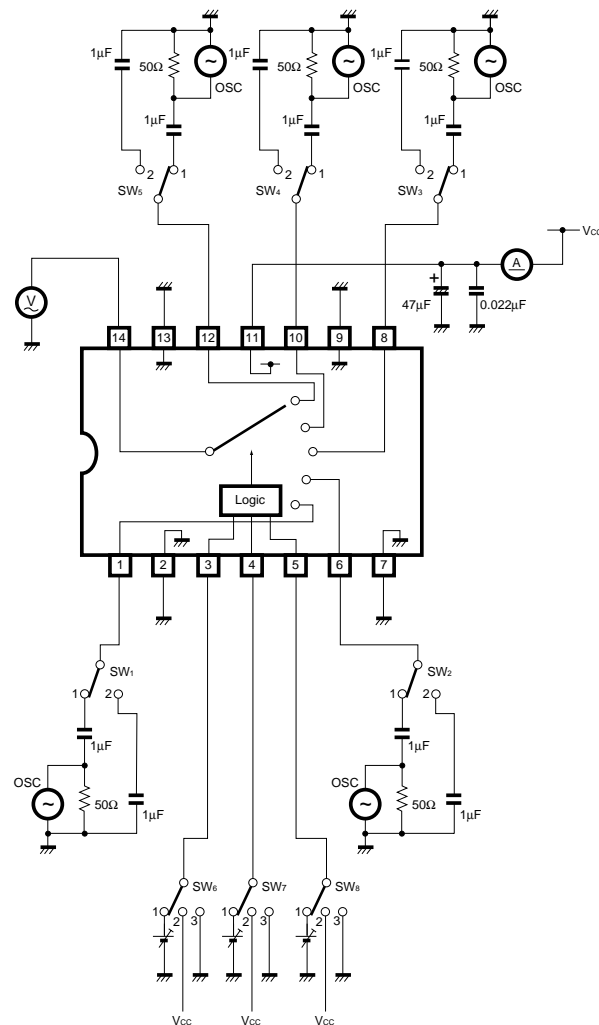 1μF 50Ω OSC 1μF 50Ω OSC 1μF 50Ω OSC
1μF 1μF 1μF
2 1 2 1 2 1
SW5 SW4 SW3
VCC
A
V
+
47μF 0.022μF
14 13 12 11 10 9 8
Logic
1 2 3 4 5 6 7
SW1 SW2
1 2 1 2
1μF 1μF
OSC OSC
50Ω 1μF 50Ω 1μF
SW6 SW7 SW8
1 2 3 1 2 3 1 2 3
VCC VCC VCC